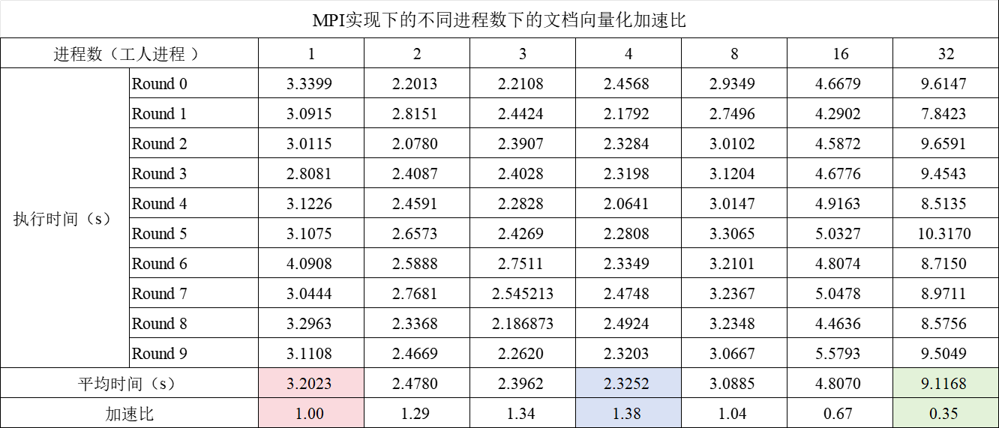 MPI实现下的不同进程数下的文档向量化加速比
进程数（工人进程 ） 1 2 3 4 8 16 32
执行时间（s）
Round 0 3.3399 2.2013 2.2108 2.4568 2.9349 4.6679 9.6147
Round 1 3.0915 2.8151 2.4424 2.1792 2.7496 4.2902 7.8423
Round 2 3.0115 2.0780 2.3907 2.3284 3.0102 4.5872 9.6591
Round 3 2.8081 2.4087 2.4028 2.3198 3.1204 4.6776 9.4543
Round 4 3.1226 2.4591 2.2828 2.0641 3.0147 4.9163 8.5135
Round 5 3.1075 2.6573 2.4269 2.2808 3.3065 5.0327 10.3170
Round 6 4.0908 2.5888 2.7511 2.3349 3.2101 4.8074 8.7150
Round 7 3.0444 2.7681 2.545213 2.4748 3.2367 5.0478 8.9711
Round 8 3.2963 2.3368 2.186873 2.4924 3.2348 4.4636 8.5756
Round 9 3.1108 2.4669 2.2620 2.3203 3.0667 5.5793 9.5049
平均时间（s） 3.2023 2.4780 2.3962 2.3252 3.0885 4.8070 9.1168
加速比 1.00 1.29 1.34 1.38 1.04 0.67 0.35